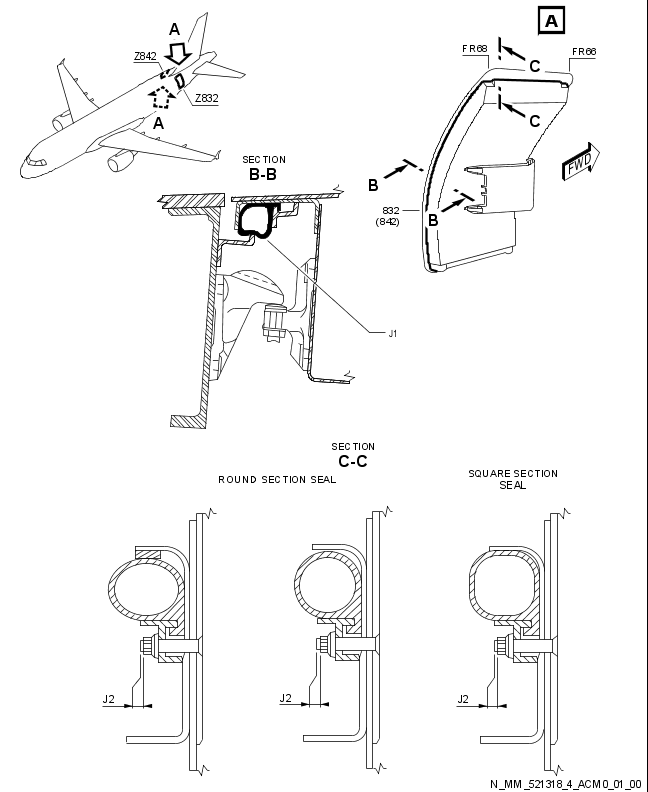 A
A
FR68
FR66
Z842
C
Z832
A
C
SECTION
B-B
FWD
B
832
(842)
B
J1
SECTION
C-C
ROUND SECTION SEAL
SQUARE SECTION
SEAL
J2
J2
J2
N_MM_521318_4_ACM0_01_00